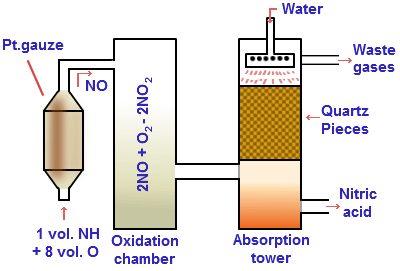 Water
Pt.gauze
Waste
gases
NO
2NO + O2 - 2NO2
Quartz
Pieces
Nitric
acid
1 vol. NH
+ 8 vol. O
Oxidation
chamber
Absorption
tower